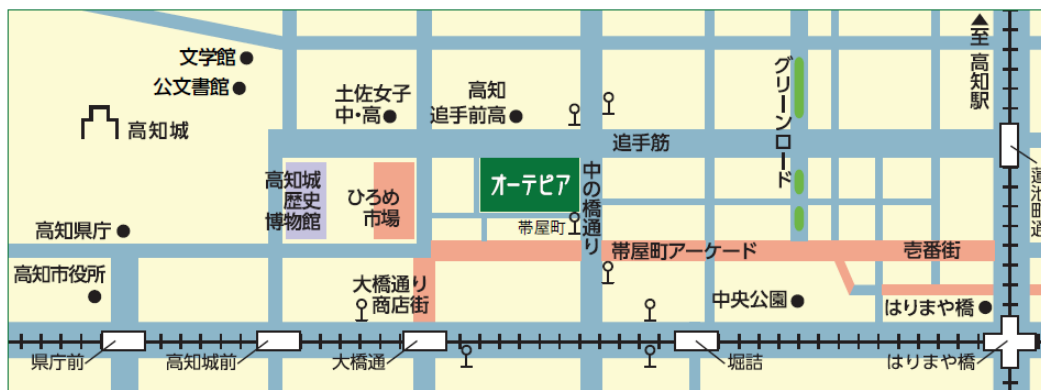 文学館
公文書館
高知城
土佐女子
中・高
高知
追手前高
グリーンロード
▲至 高知駅
追手筋
高知城
歴史
博物館
ひろめ
市場
オーテピア
中の橋通り
蓮池町通
高知県庁
帯屋町
帯屋町アーケード
壱番街
高知市役所
大橋通り
商店街
中央公園
はりまや橋
県庁前
高知城前
大橋通
堀詰
はりまや橋